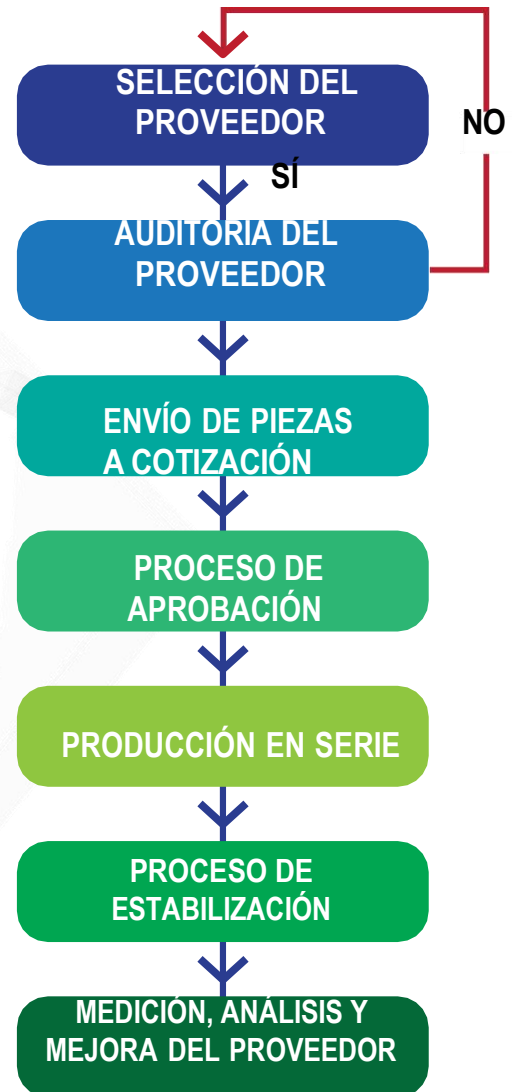 SELECCIÓN DEL
PROVEEDOR
NO
SÍ
AUDITORÍA DEL
PROVEEDOR
ENVÍO DE PIEZAS
A COTIZACIÓN
PROCESO DE
APROBACIÓN
PRODUCCIÓN EN SERIE
PROCESO DE
ESTABILIZACIÓN
MEDICIÓN, ANÁLISIS Y
MEJORA DEL PROVEEDOR